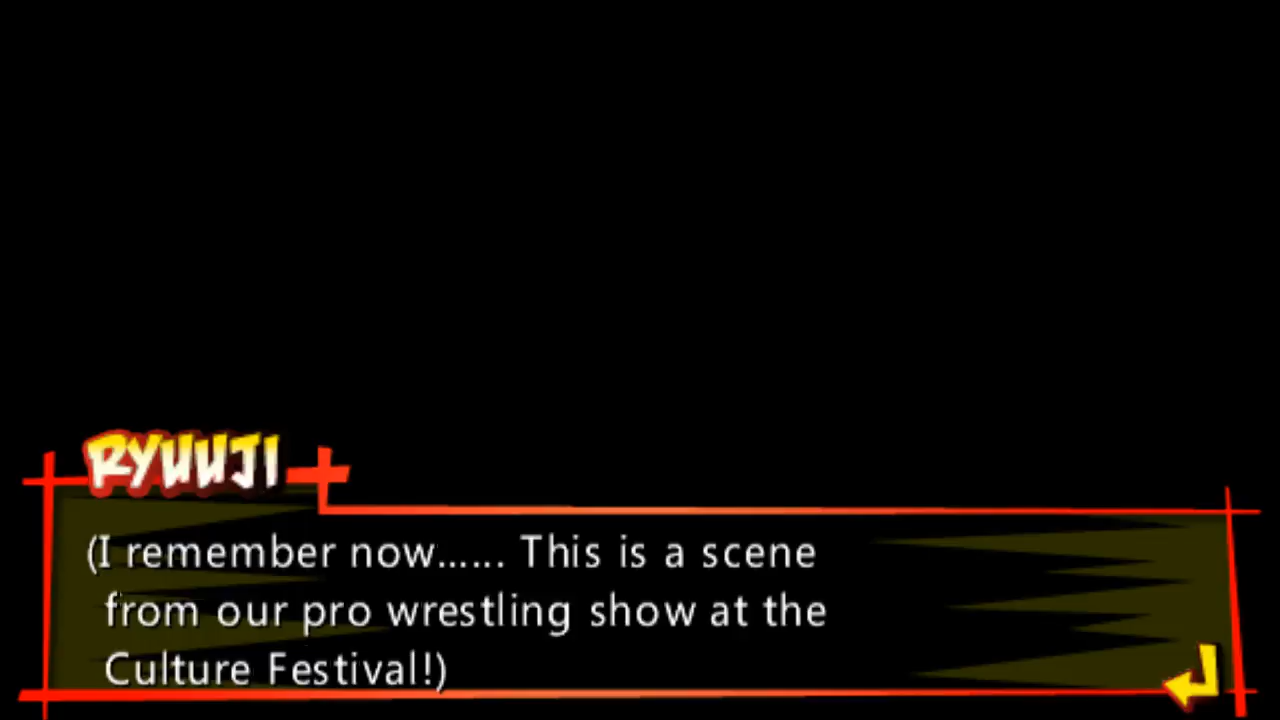 RYUUJI
(I remember now...... This is a scene
from our pro wrestling show at the
Culture Festival!)